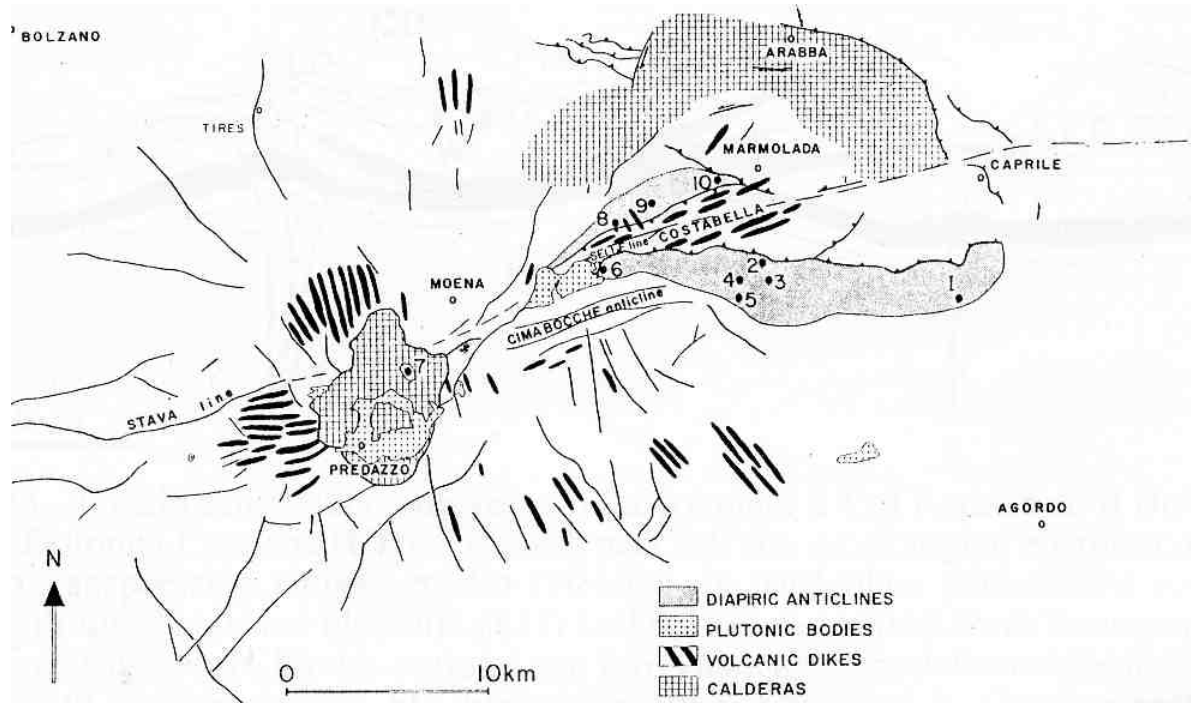 BOLZANO
ARABBA
TIRES
MARMOLADA
CAPRILE
10
9
8
COSTABELLA
line
6
2
4
3
5
1
MOENA
CIMABOCCHE anticline
7
STAVA line
PREDAZZO
AGORDO
N
DIAPIRIC ANTICLINES
PLUTONIC BODIES
VOLCANIC DIKES
CALDERAS
0 10km